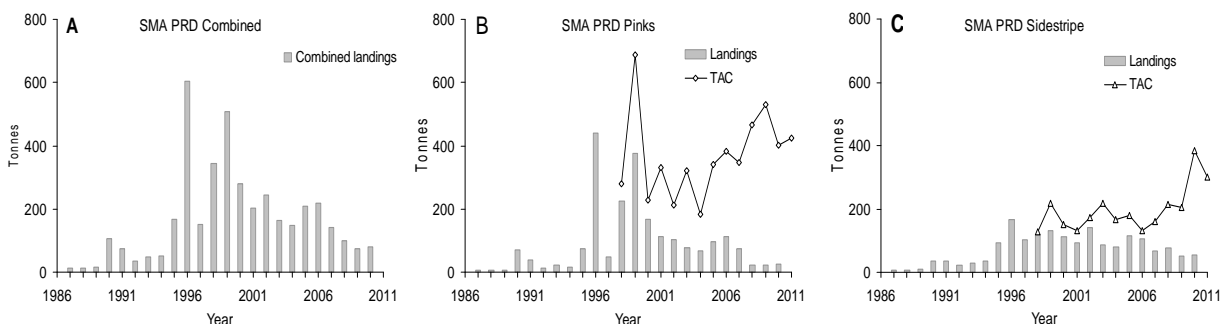 A
SMA PRD Combined
Combined landings
800
600
400
200
0
Tonnes
1986
1991
1996
2001
2006
2011
Year
B
SMA PRD Pinks
Landings
TAC
800
600
400
200
0
Tonnes
1986
1991
1996
2001
2006
2011
Year
C
SMA PRD Sidestripe
Landings
TAC
800
600
400
200
0
Tonnes
1986
1991
1996
2001
2006
2011
Year